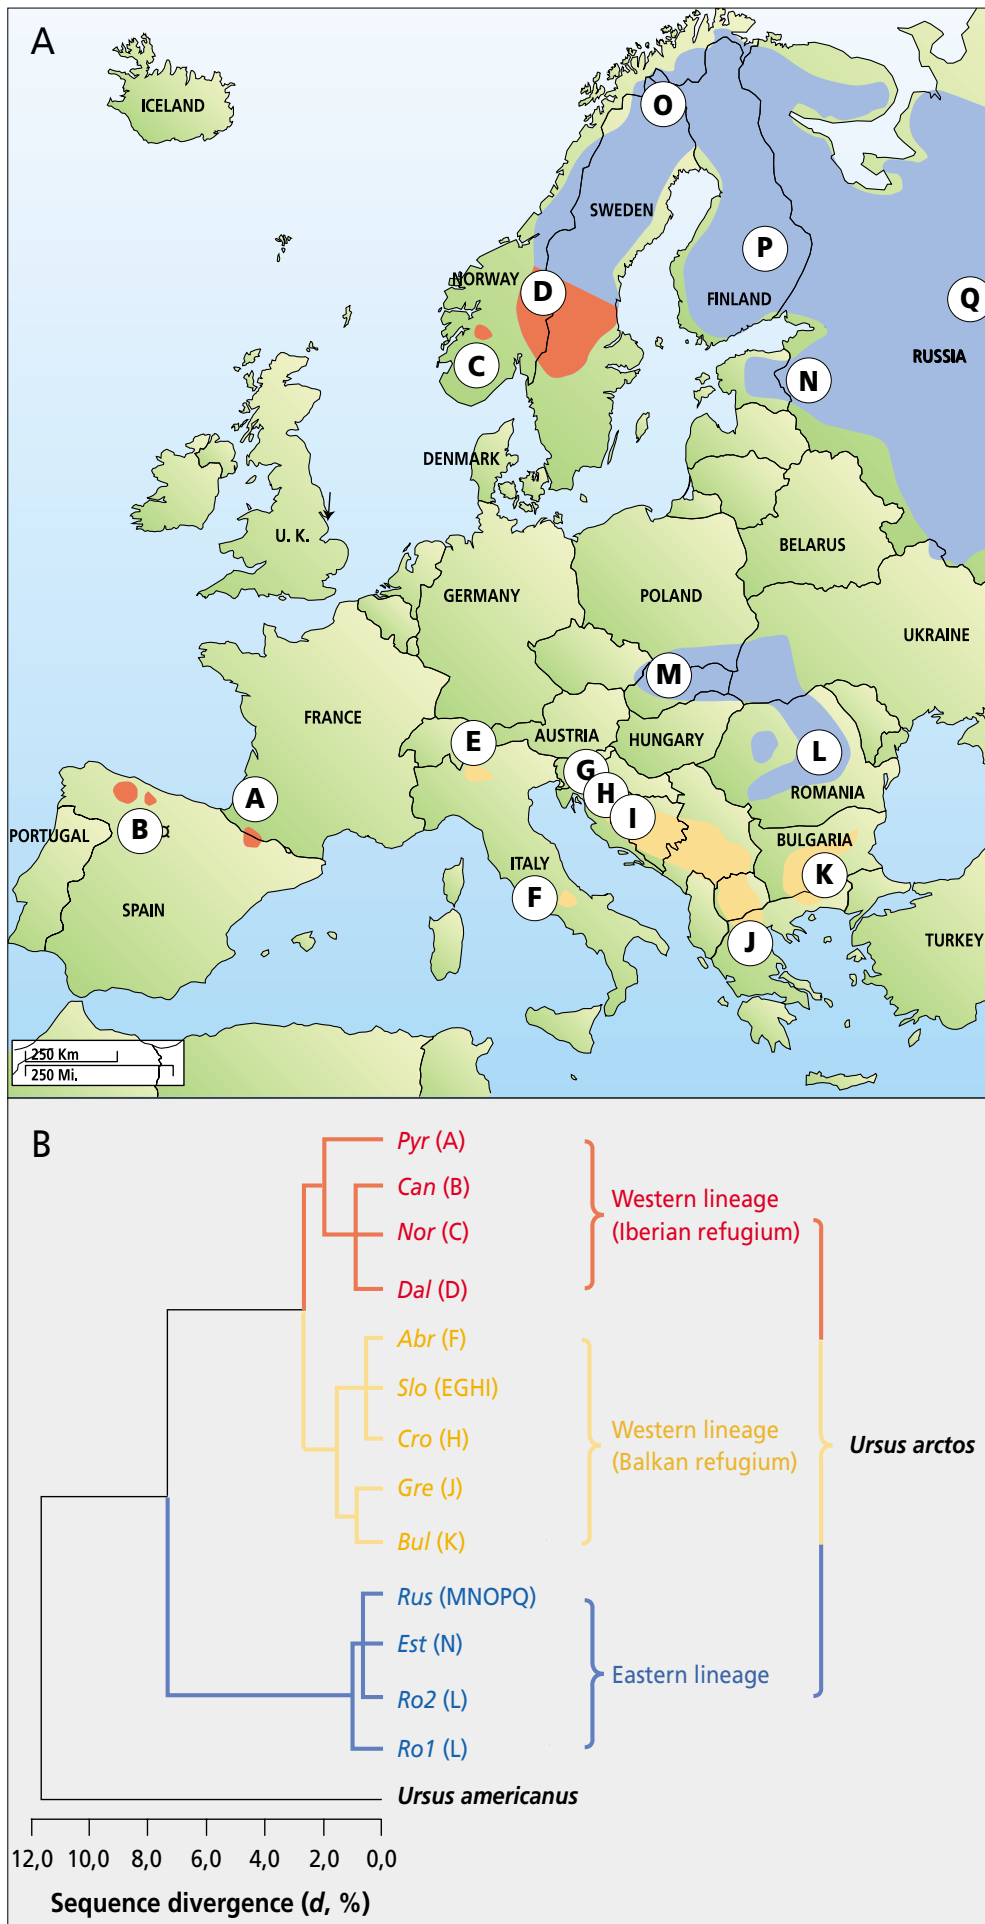 A
ICELAND
O
SWEDEN
P
NORWAY
D
FINLAND
Q
RUSSIA
C
N
DENMARK
U. K.
BELARUS
GERMANY
POLAND
UKRAINE
M
FRANCE
E
AUSTRIA
HUNGARY
L
G
H
I
ROMANIA
A
B
PORTUGAL
BULGARIA
ITALY
K
F
SPAIN
J
TURKEY
250 Km
250 Mi.
B
Pyr (A)
Can (B)
Nor (C)
Dal (D)
Western lineage
(Iberian refugium)
Abr (F)
Slo (EGHI)
Cro (H)
Gre (J)
Bul (K)
Western lineage
(Balkan refugium)
Ursus arctos
Rus (MNOPQ)
Est (N)
Ro2 (L)
Ro1 (L)
Eastern lineage
Ursus americanus
12,0 10,0 8,0 6,0 4,0 2,0 0,0
Sequence divergence (d, %)